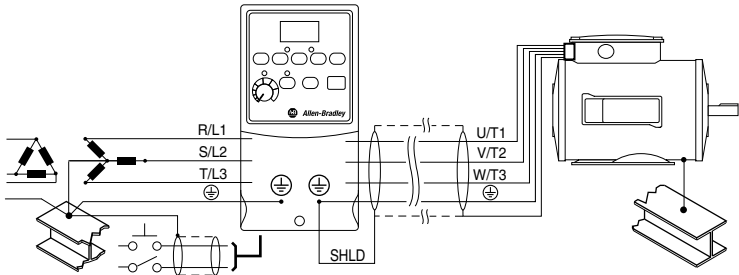 Allen-Bradley
R/L1
S/L2
T/L3
U/T1
V/T2
W/T3
SHLD